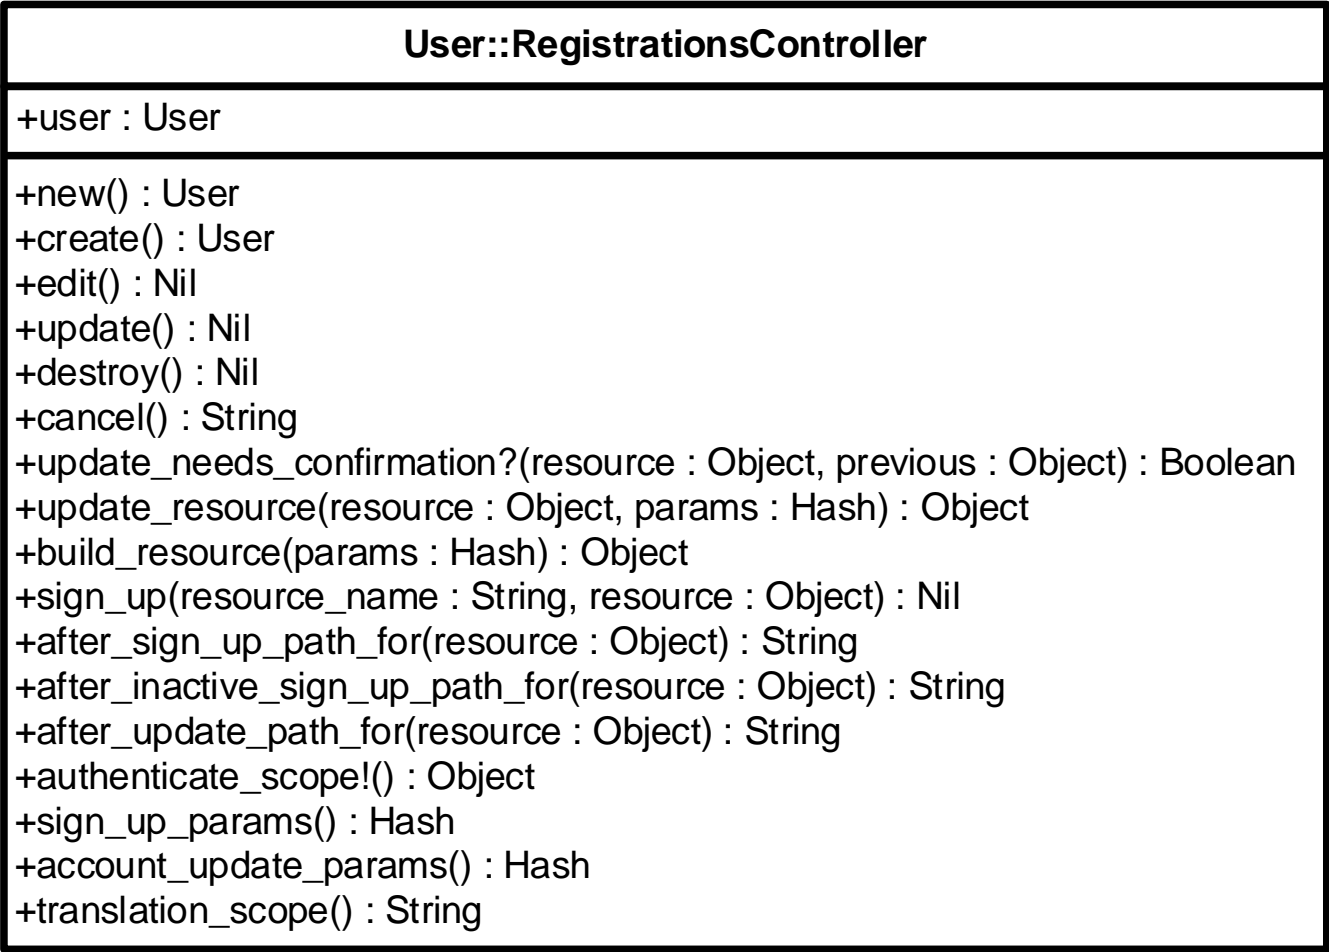 User::RegistrationsController
+user : User
+new() : User
+create() : User
+edit() : Nil
+update() : Nil
+destroy() : Nil
+cancel() : String
+update_needs_confirmation?(resource : Object, previous : Object) : Boolean
+update_resource(resource : Object, params : Hash) : Object
+build_resource(params : Hash) : Object
+sign_up(resource_name : String, resource : Object) : Nil
+after_sign_up_path_for(resource : Object) : String
+after_inactive_sign_up_path_for(resource : Object) : String
+after_update_path_for(resource : Object) : String
+authenticate_scope!() : Object
+sign_up_params() : Hash
+account_update_params() : Hash
+translation_scope() : String